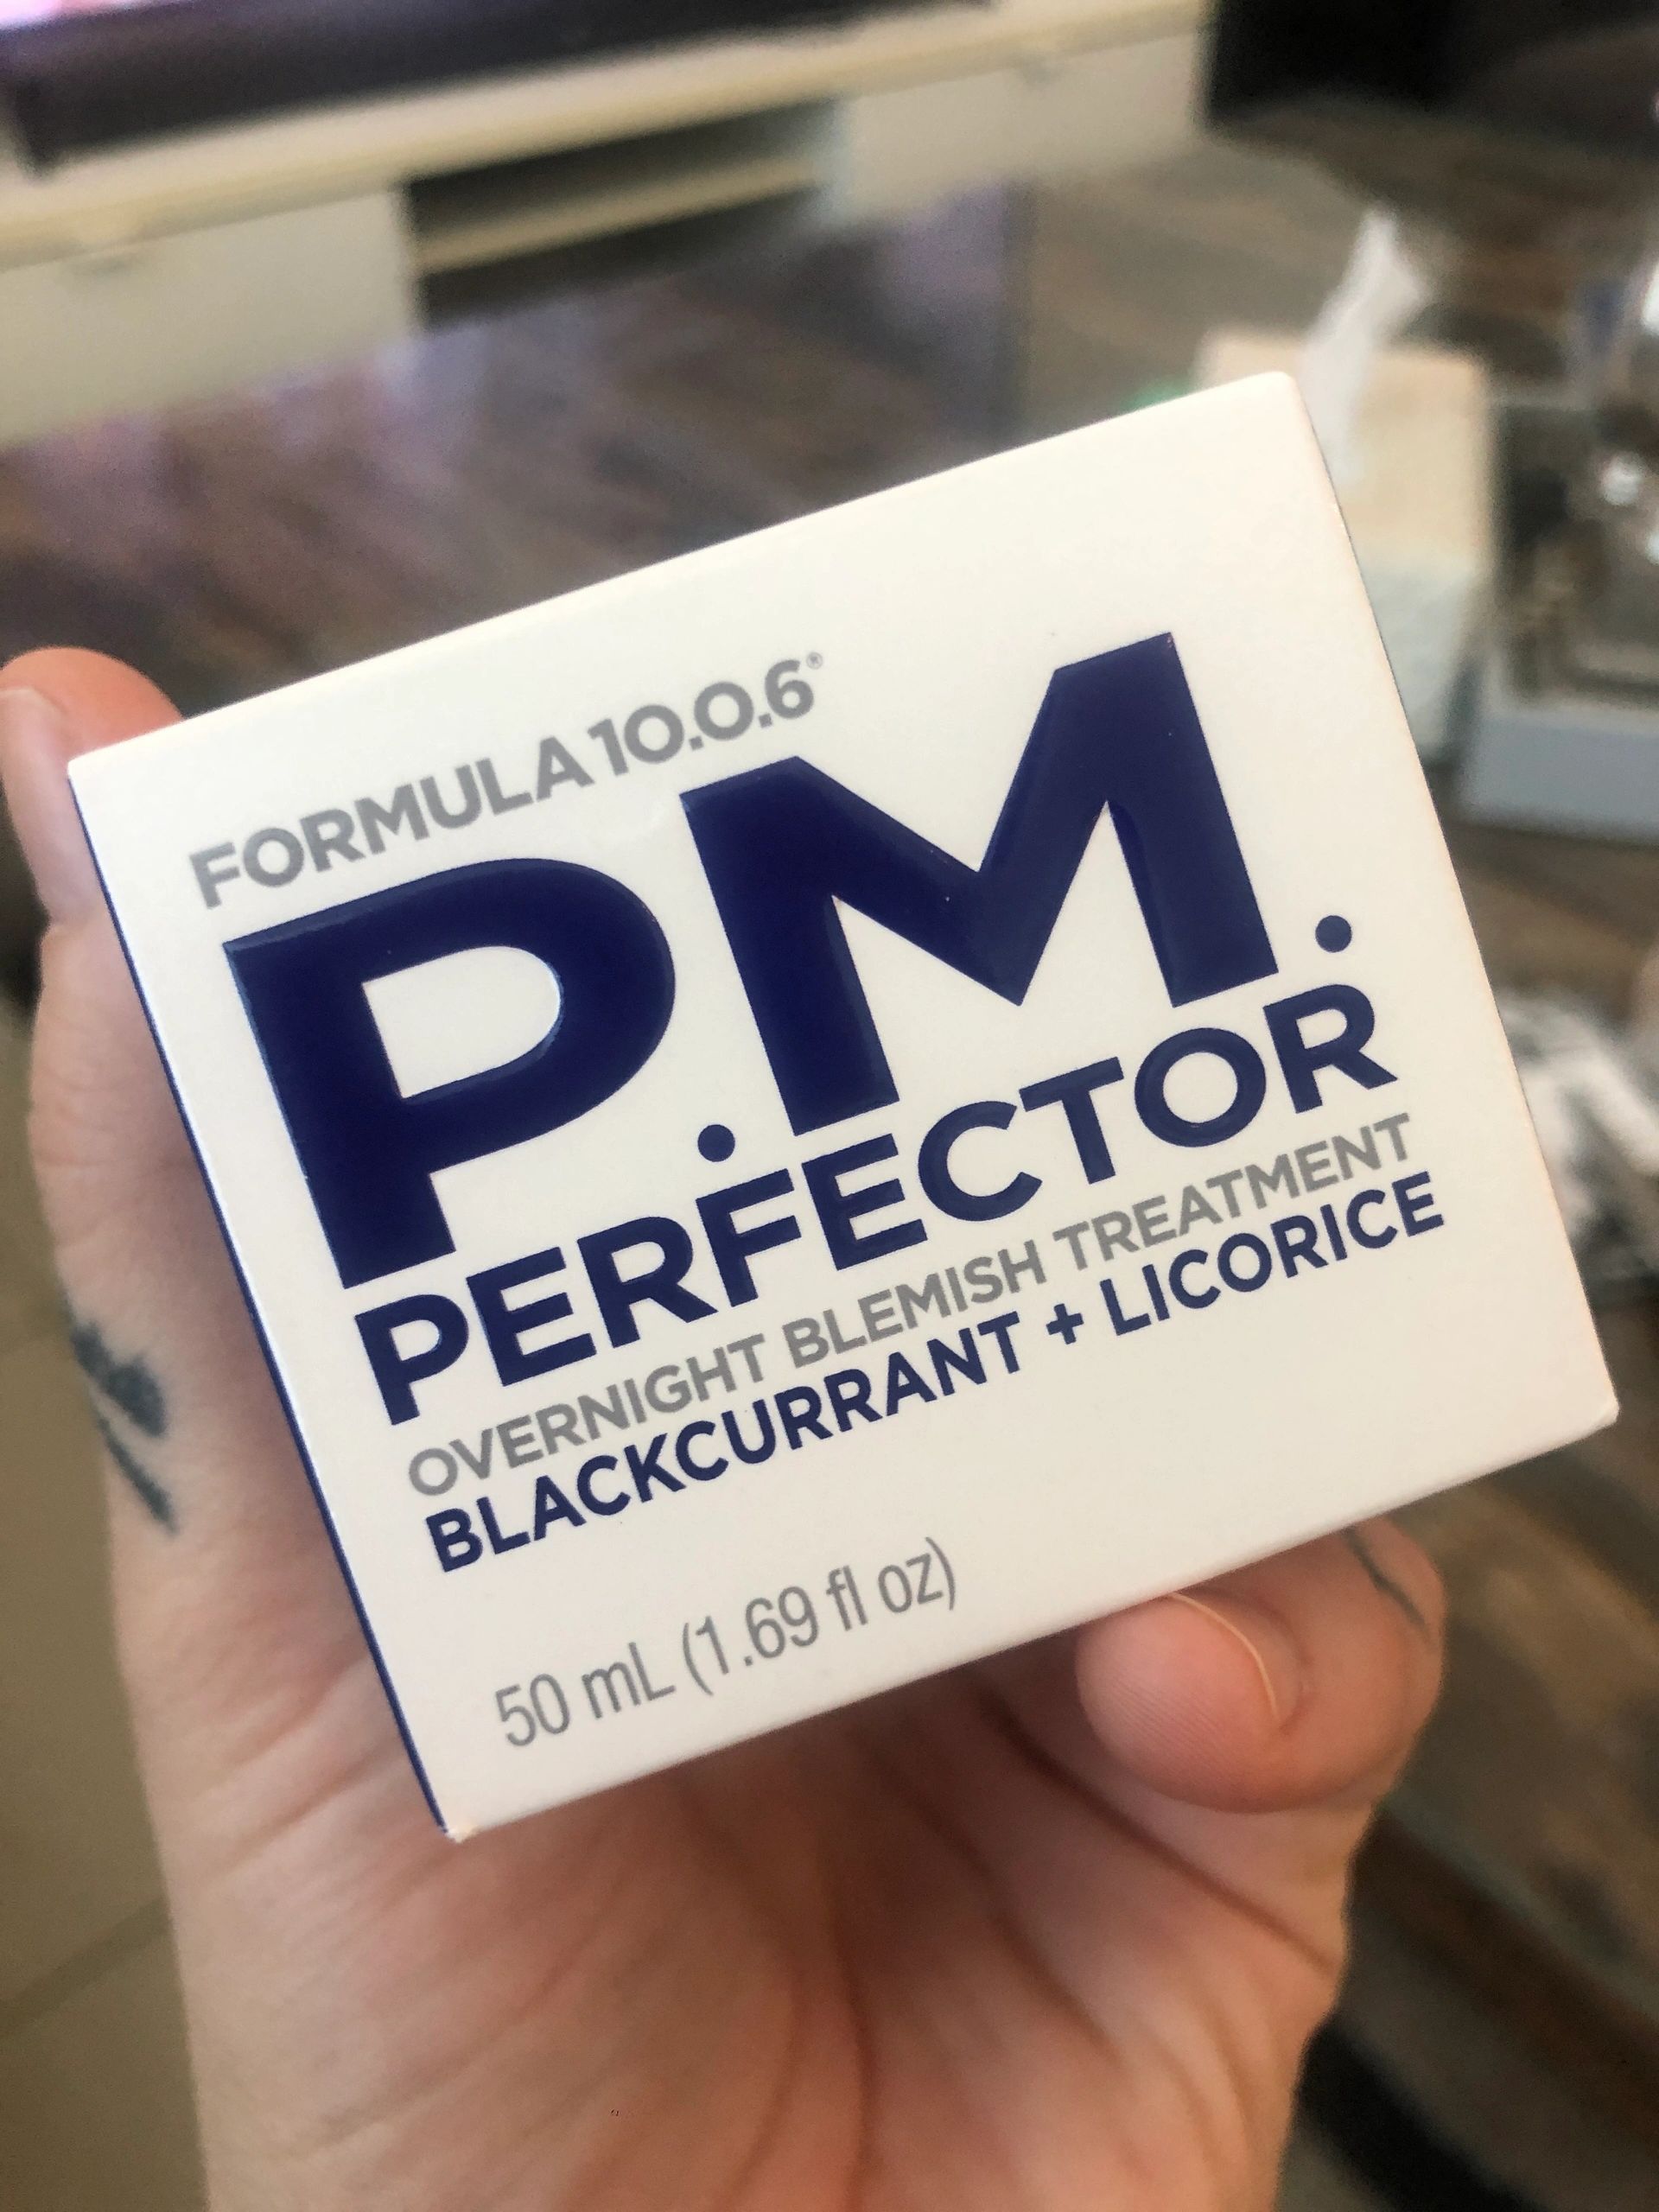 FORMULA 10.0.6®
P.M.
PERFECTOR
OVERNIGHT BLEMISH TREATMENT
BLACKCURRANT + LICORICE
50 mL (1.69 fl oz)